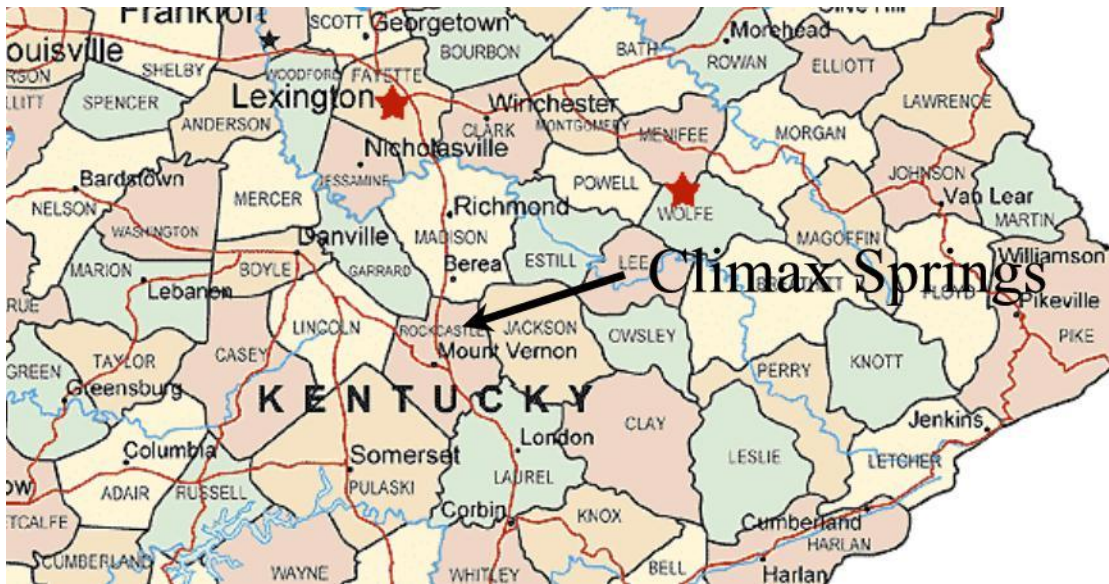 Frankfort
SCOTT
Georgetown
BOURBON
BATH
Morehead
ROWAN
ELLIOTT
ouisville
SHELBY
WOODFORD
FAYETTE
LAWRENCE
SPENCER
Lexington
Winchester
ANDERSON
CLARK
MONTGOMERY
MENIFEE
MORGAN
Nicholasville
JOHNSON
Bardstown
JESSAMINE
POWELL
Van Lear
MERCER
NELSON
Richmond
WOLFE
MARTIN
WASHINGTON
Danville
MADISON
MAGOFFIN
Williamson
MARION
BOYLE
GARRARD
Berea
ESTILL
LEE
Climax Springs
BREATHITT
FLOYD
Lebanon
Pikeville
LINCOLN
ROCKCASTLE
JACKSON
OWSLEY
PIKE
TAYLOR
CASEY
Mount Vernon
KNOTT
GREEN
PERRY
Greensburg
KENTUCKY
CLAY
Jenkins
Columbia
London
Somerset
LESLIE
LETCHER
ADAIR
RUSSELL
PULASKI
LAUREL
Corbin
KNOX
Cumberland
ETCALFE
HARLAN
CUMBERLAND
WAYNE
WHITLEY
BELL
Harlan